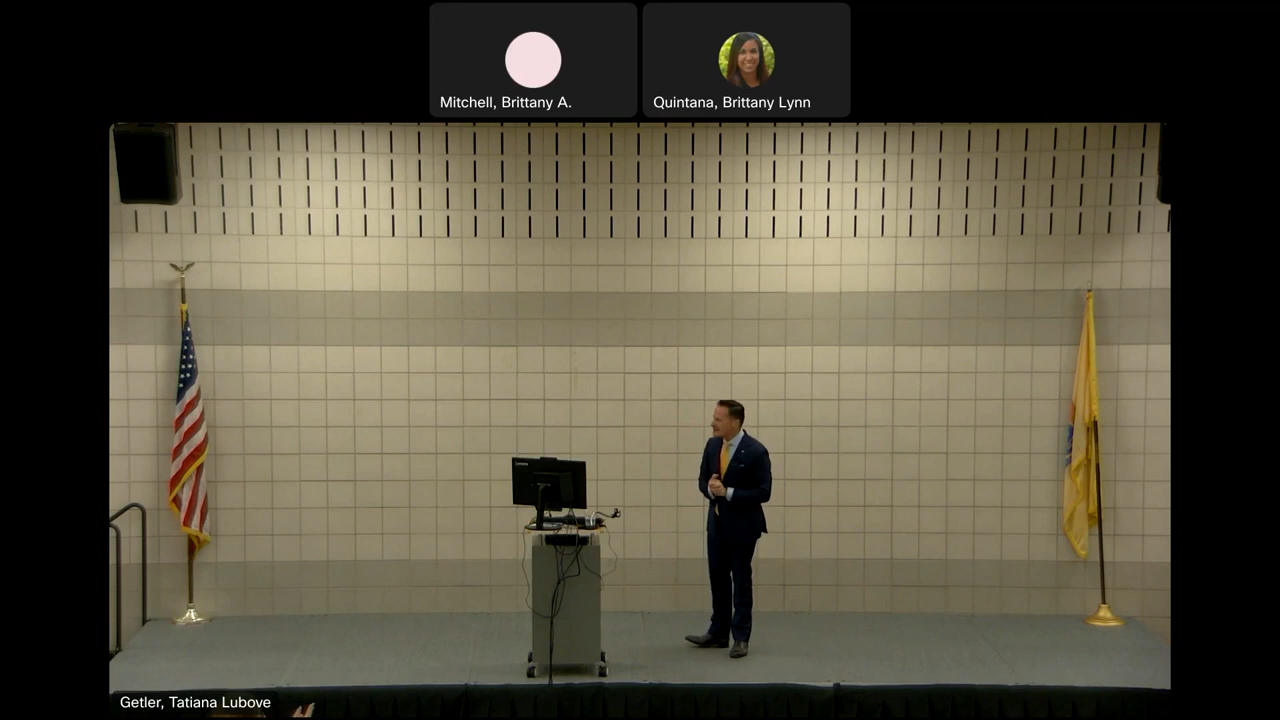 Mitchell, Brittany A.
Quintana, Brittany Lynn
Getler, Tatiana Lubove